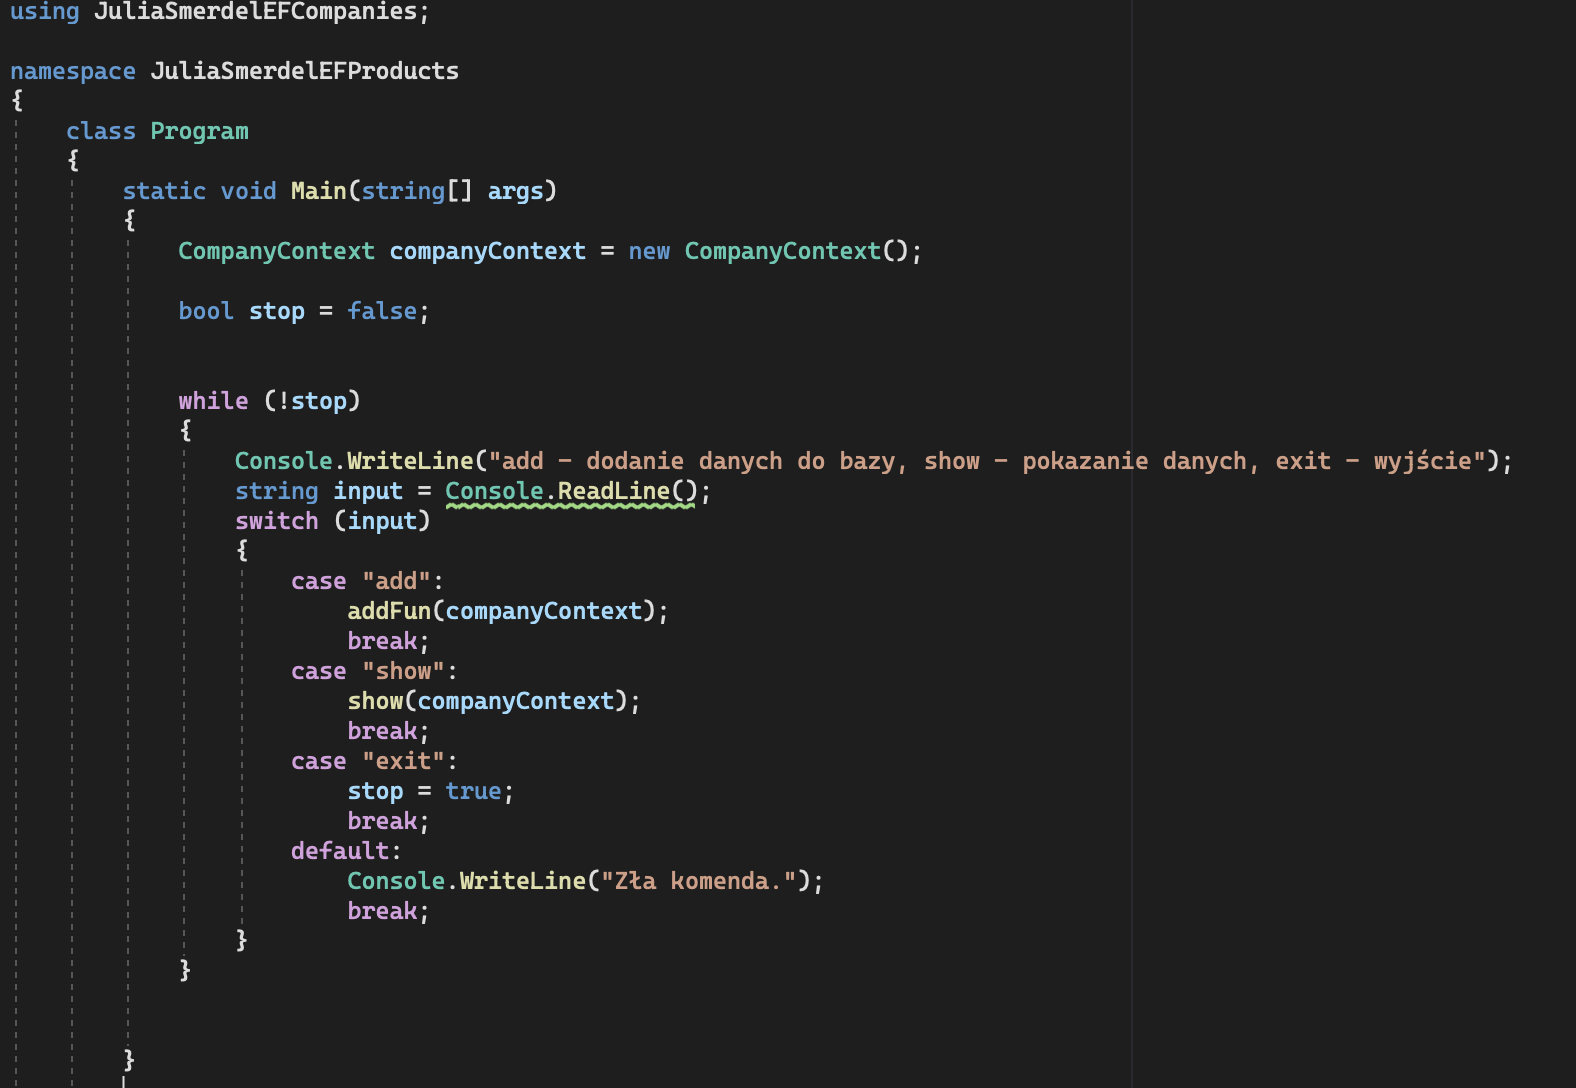 using JuliaSmerdelEFCompanies;
namespace JuliaSmerdelEFProducts
{
class Program
{
static void Main(string[] args)
{
CompanyContext companyContext = new CompanyContext();
bool stop = false;
while (!stop)
{
Console.WriteLine("add - dodanie danych do bazy, show - pokazanie danych, exit - wyjście");
string input = Console.ReadLine();
switch (input)
{
case "add":
addFun(companyContext);
break;
case "show":
show(companyContext);
break;
case "exit":
stop = true;
break;
default:
Console.WriteLine("Zła komenda.");
break;
}
}
}